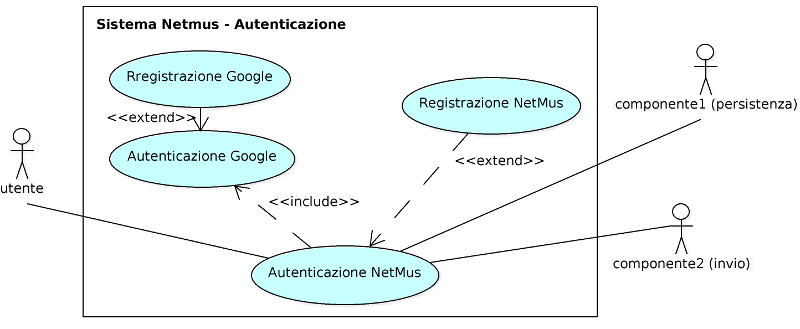 Sistema Netmus - Autenticazione
Rregistrazione Google
Registrazione NetMus
componente1 (persistenza)
<<extend>>
Autenticazione Google
<<extend>>
utente
<<include>>
Autenticazione NetMus
componente2 (invio)